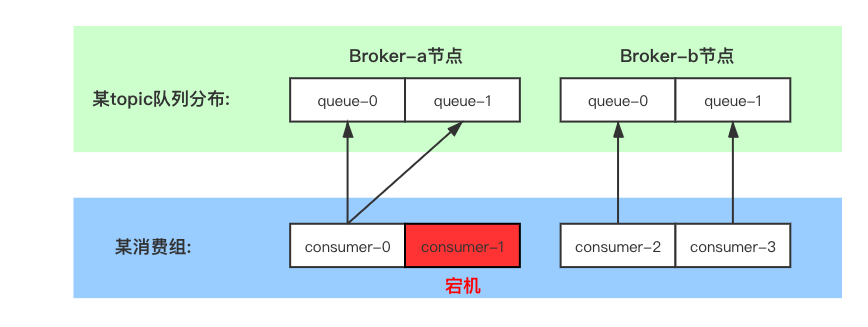 Broker-a节点
Broker-b节点
某topic队列分布:
queue-0
queue-1
queue-0
queue-1
某消费组:
consumer-0
consumer-1
consumer-2
consumer-3
宕机